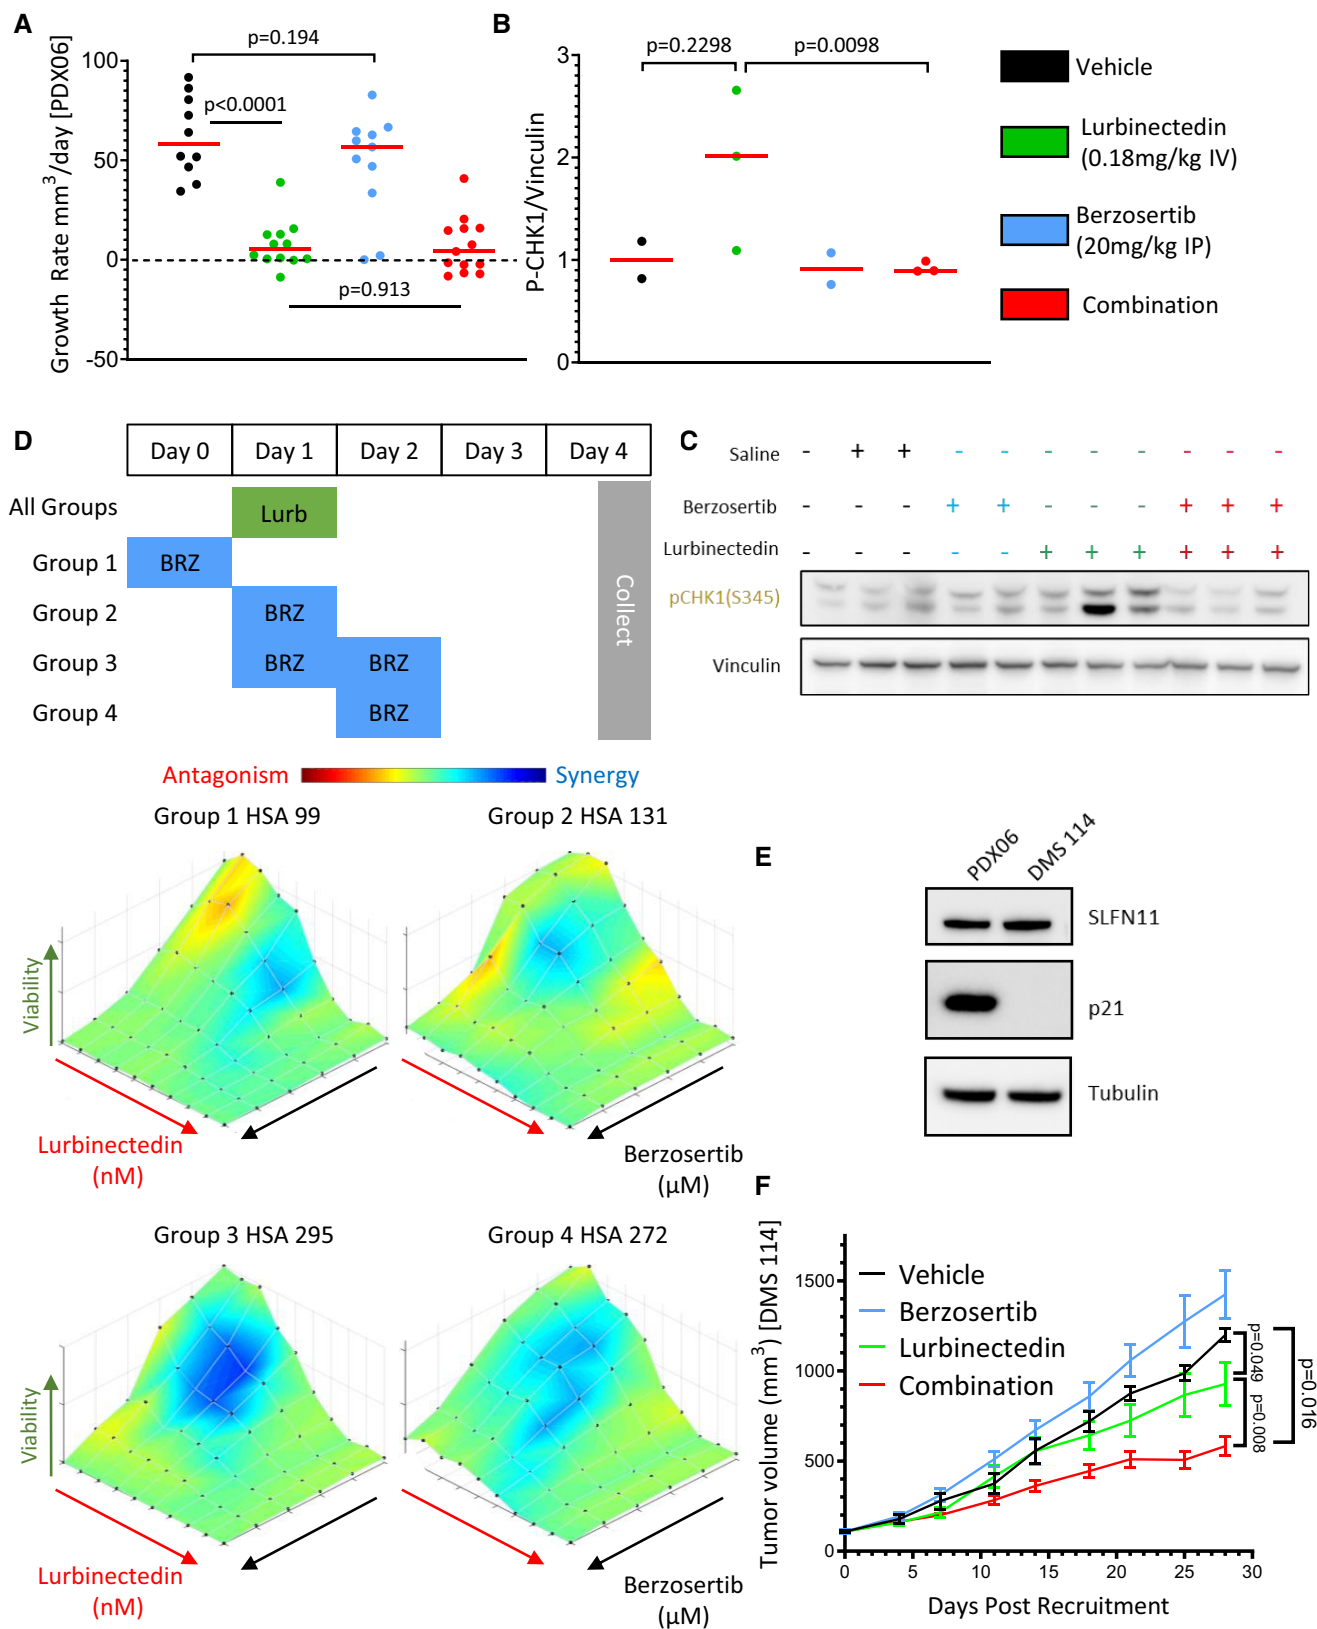 A
Growth Rate mm3/day [PDX06]
100
50
0
-50
p=0.194
p<0.0001
p=0.913
B
P-CHK1/Vinculin
3
2
1
0
p=0.2298
p=0.0098
Vehicle
Lurbinectedin
(0.18mg/kg IV)
Berzosertib
(20mg/kg IP)
Combination
D
Day 0 Day 1 Day 2 Day 3 Day 4
All Groups Lurb
Group 1 BRZ
Group 2 BRZ
Group 3 BRZ BRZ
Group 4 BRZ
Collect
C
Saline - + + - - - - - - - -
Berzosertib - - - + + - - - + + +
Lurbinectedin - - - - - + + + + + +
pCHK1(S345)
Vinculin
Antagonism Synergy
Group 1 HSA 99
Group 2 HSA 131
Viability
Lurbinectedin
(nM)
Berzosertib
(µM)
Group 3 HSA 295
Group 4 HSA 272
Viability
Lurbinectedin
(nM)
Berzosertib
(µM)
E
PDX06 DMS 114
SLFN11
p21
Tubulin
F
Tumor volume (mm3) [DMS 114]
1500
1000
500
0
Vehicle
Berzosertib
Lurbinectedin
Combination
p=0.049
p=0.008
p=0.016
0 5 10 15 20 25 30
Days Post Recruitment